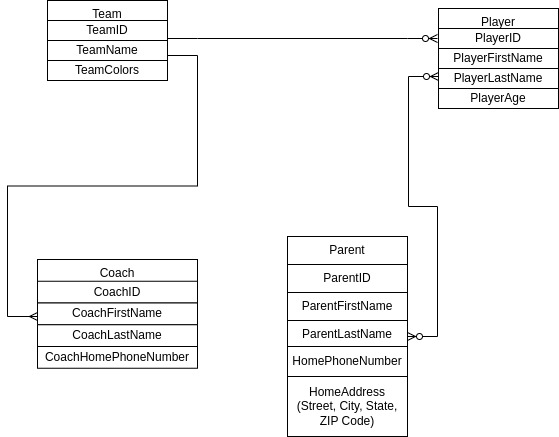 Team
TeamID
TeamName
TeamColors
Player
PlayerID
PlayerFirstName
PlayerLastName
PlayerAge
Coach
CoachID
CoachFirstName
CoachLastName
CoachHomePhoneNumber
Parent
ParentID
ParentFirstName
ParentLastName
HomePhoneNumber
HomeAddress
(Street, City, State,
ZIP Code)